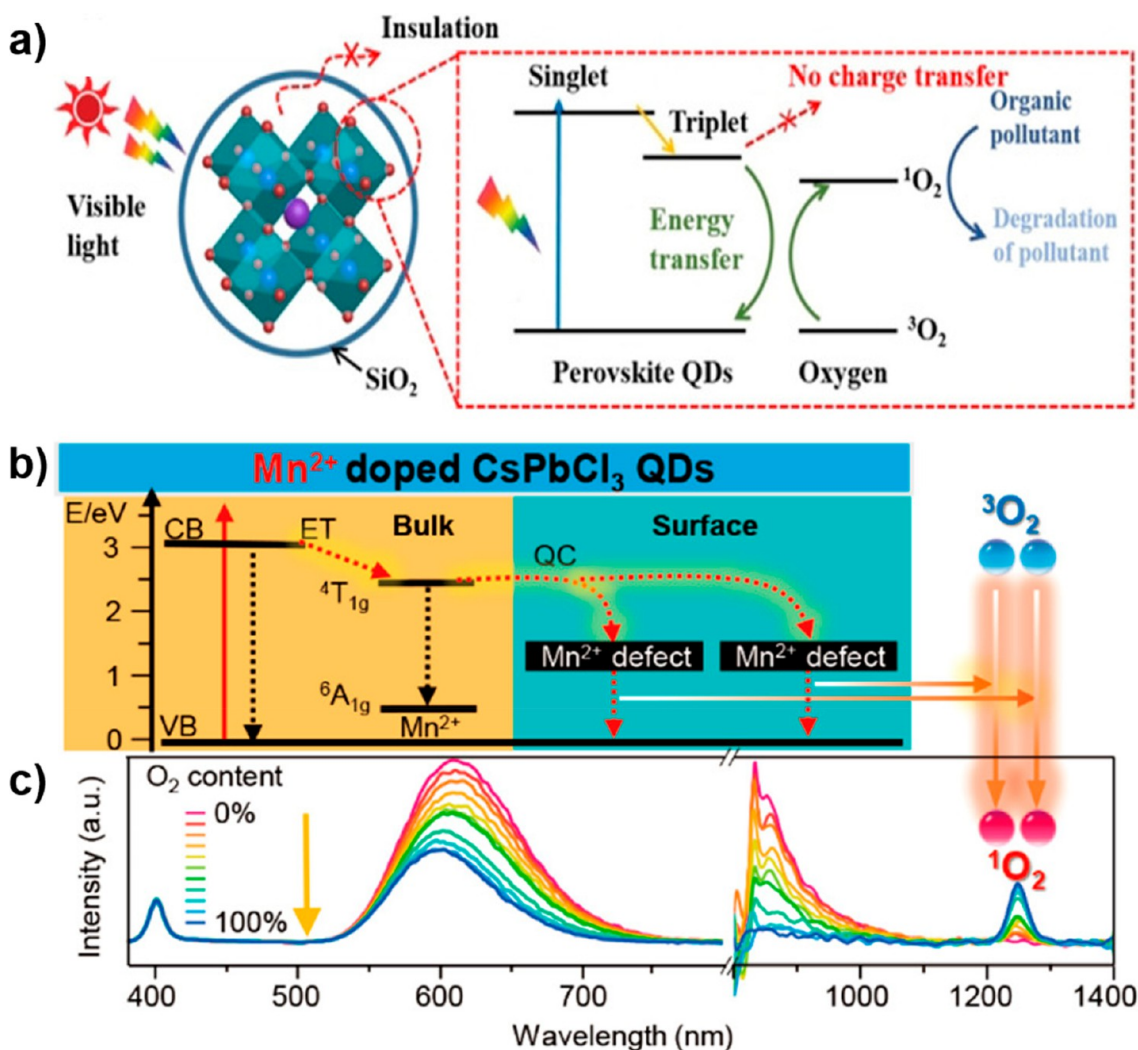 a)
Insulation
Visible
light
SiO₂
Singlet
Triplet
No charge transfer
Organic
pollutant
¹O₂
Energy
transfer
Degradation
of pollutant
³O₂
Perovskite QDs
Oxygen
b)
Mn²⁺ doped CsPbCl₃ QDs
E/eV
CB
ET
Bulk
Surface
³O₂
3
QC
⁴T₁g
2
Mn²⁺ defect
Mn²⁺ defect
1
⁶A₁g
Mn²⁺
VB
0
c)
O₂ content
0%
100%
¹O₂
Intensity (a.u.)
400
500
600
700
1000
1200
1400
Wavelength (nm)